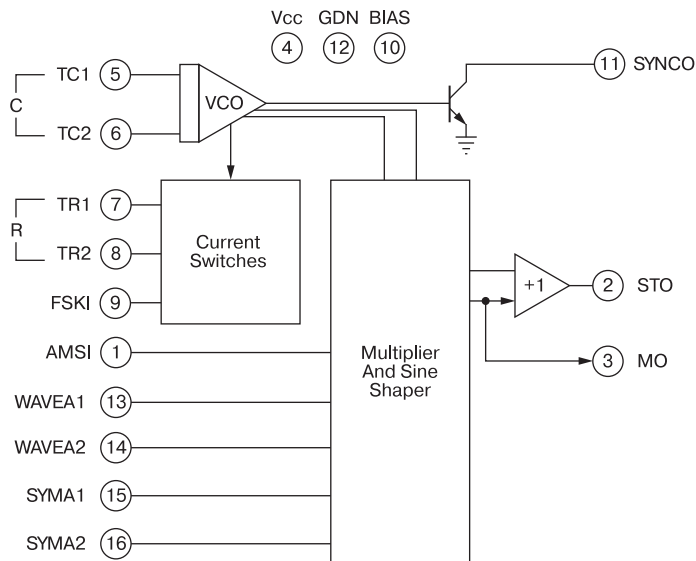 Vcc GDN BIAS
4 12 10
TC1 5
C
TC2 6
VCO
11 SYNCO
TR1 7
R
TR2 8
FSKI 9
Current
Switches
AMSI 1
WAVEA1 13
WAVEA2 14
SYMA1 15
SYMA2 16
Multiplier
And Sine
Shaper
+1
2 STO
3 MO